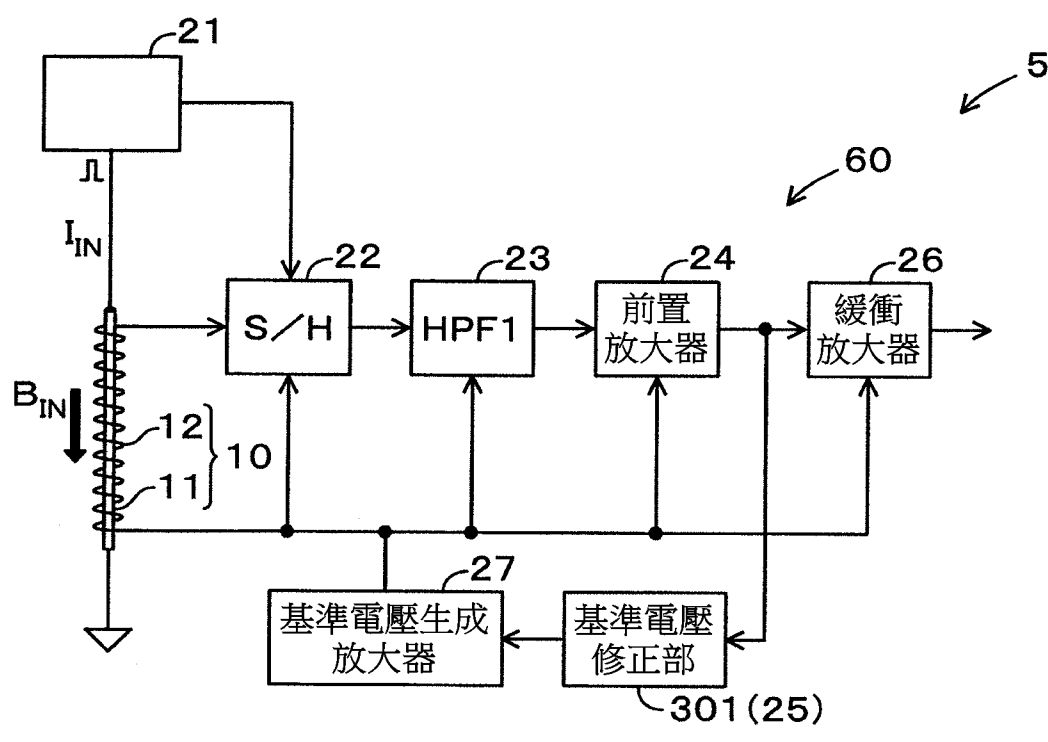 21
5
60
I_IN
22
23
24
26
S/H
HPF1
前置
放大器
緩衝
放大器
B_IN
12
10
11
27
基準電壓生成
放大器
基準電壓
修正部
301(25)